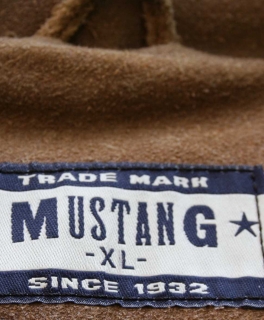 TRADE MARK
MUSTANG
-XL-
SINCE 1932